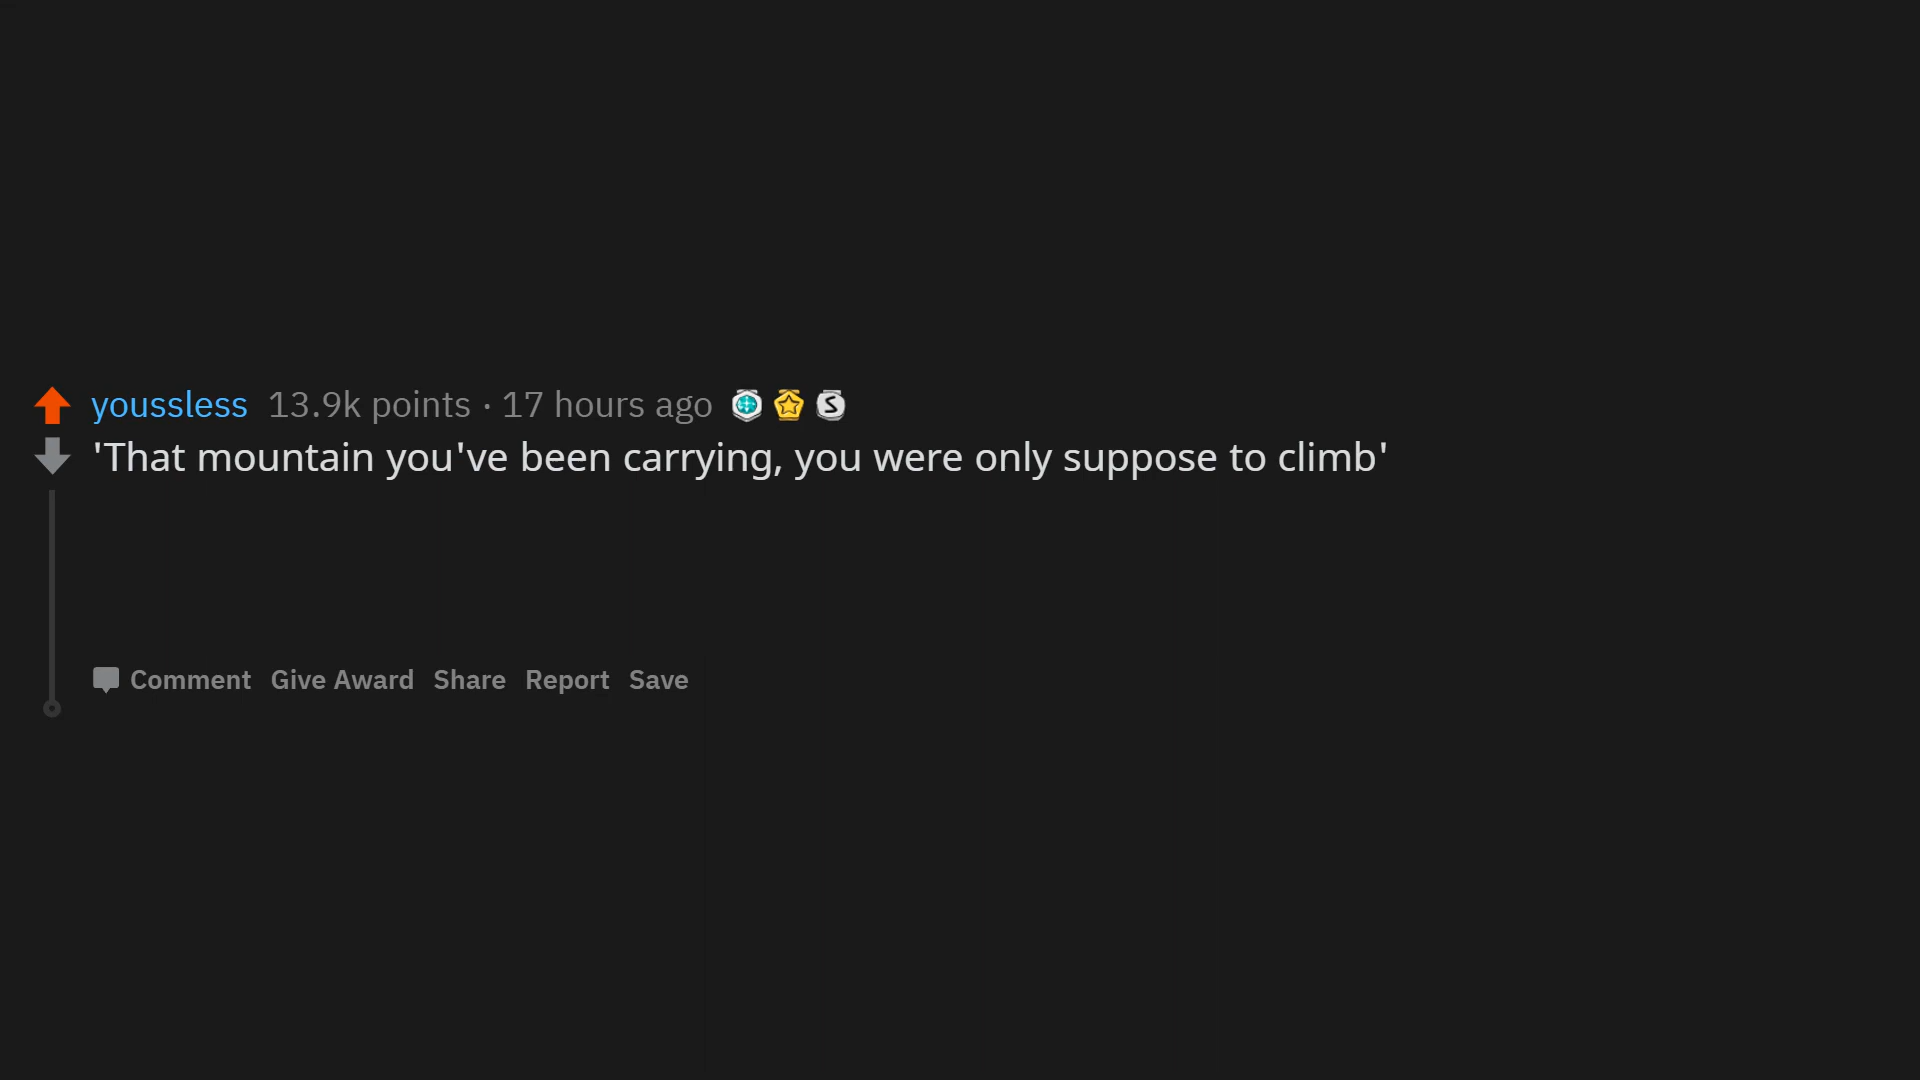 youssless 13.9k points · 17 hours ago
'That mountain you've been carrying, you were only suppose to climb'
Comment Give Award Share Report Save